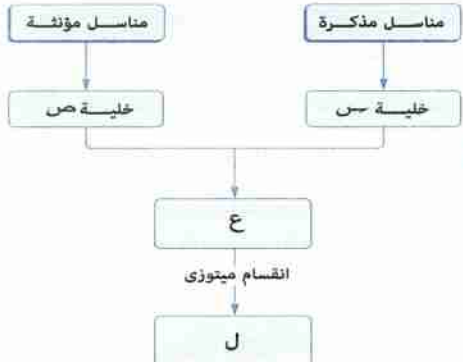 مناسل مذكرة
مناسل مؤنثة
خلية س
خلية ص
ع
انقسام ميتوزى
ل